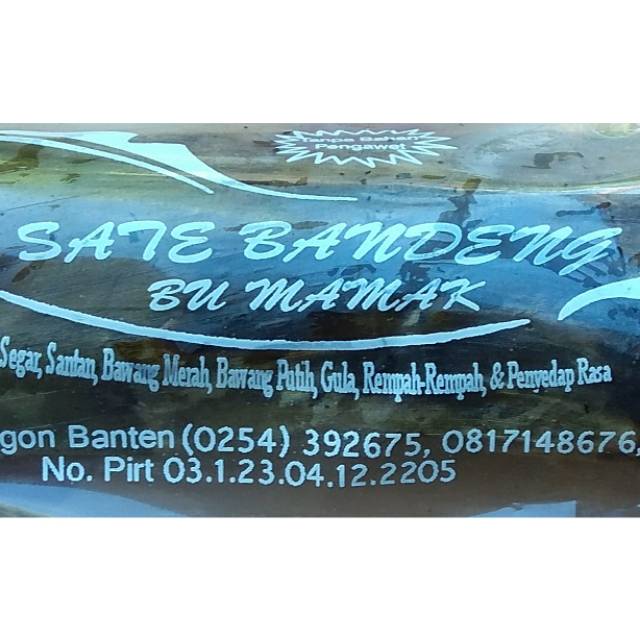 Tanpa Bahan
Pengawet
SATE BANDENG
BU MAMAK
Segar, Santan, Bawang Merah, Bawang Putih, Gula, Rempah-Rempah, & Penyedap Rasa
gon Banten (0254) 392675, 0817148676,
No. Pirt 03.1.23.04.12.2205